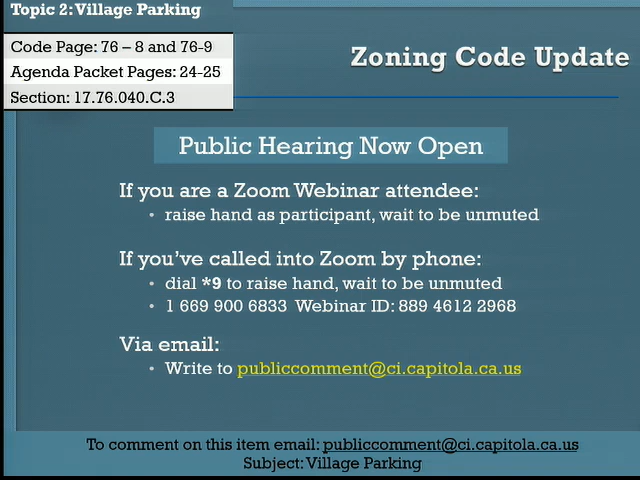 Topic 2: Village Parking
Code Page: 76 – 8 and 76-9
Agenda Packet Pages: 24-25
Section: 17.76.040.C.3
Zoning Code Update
Public Hearing Now Open
If you are a Zoom Webinar attendee:
• raise hand as participant, wait to be unmuted
If you've called into Zoom by phone:
• dial *9 to raise hand, wait to be unmuted
• 1 669 900 6833 Webinar ID: 889 4612 2968
Via email:
• Write to publiccomment@ci.capitola.ca.us
To comment on this item email: publiccomment@ci.capitola.ca.us
Subject: Village Parking